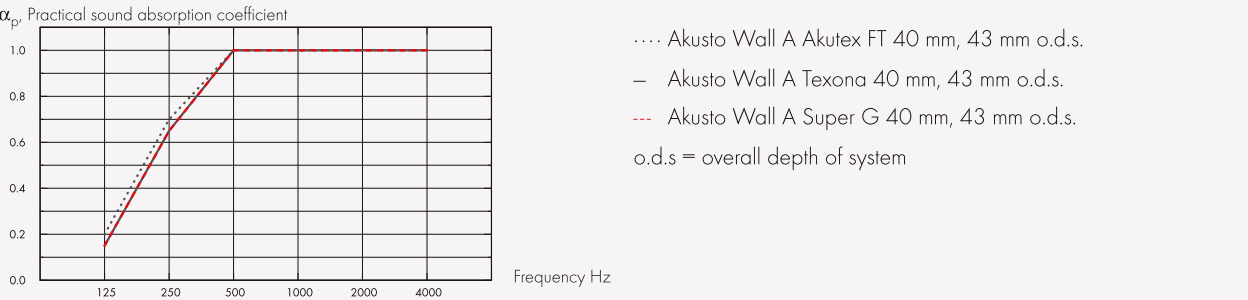 αp, Practical sound absorption coefficient
1.0
0.8
0.6
0.4
0.2
0.0
125 250 500 1000 2000 4000
Frequency Hz
.... Akusto Wall A Akutex FT 40 mm, 43 mm o.d.s.
– Akusto Wall A Texona 40 mm, 43 mm o.d.s.
--- Akusto Wall A Super G 40 mm, 43 mm o.d.s.
o.d.s = overall depth of system